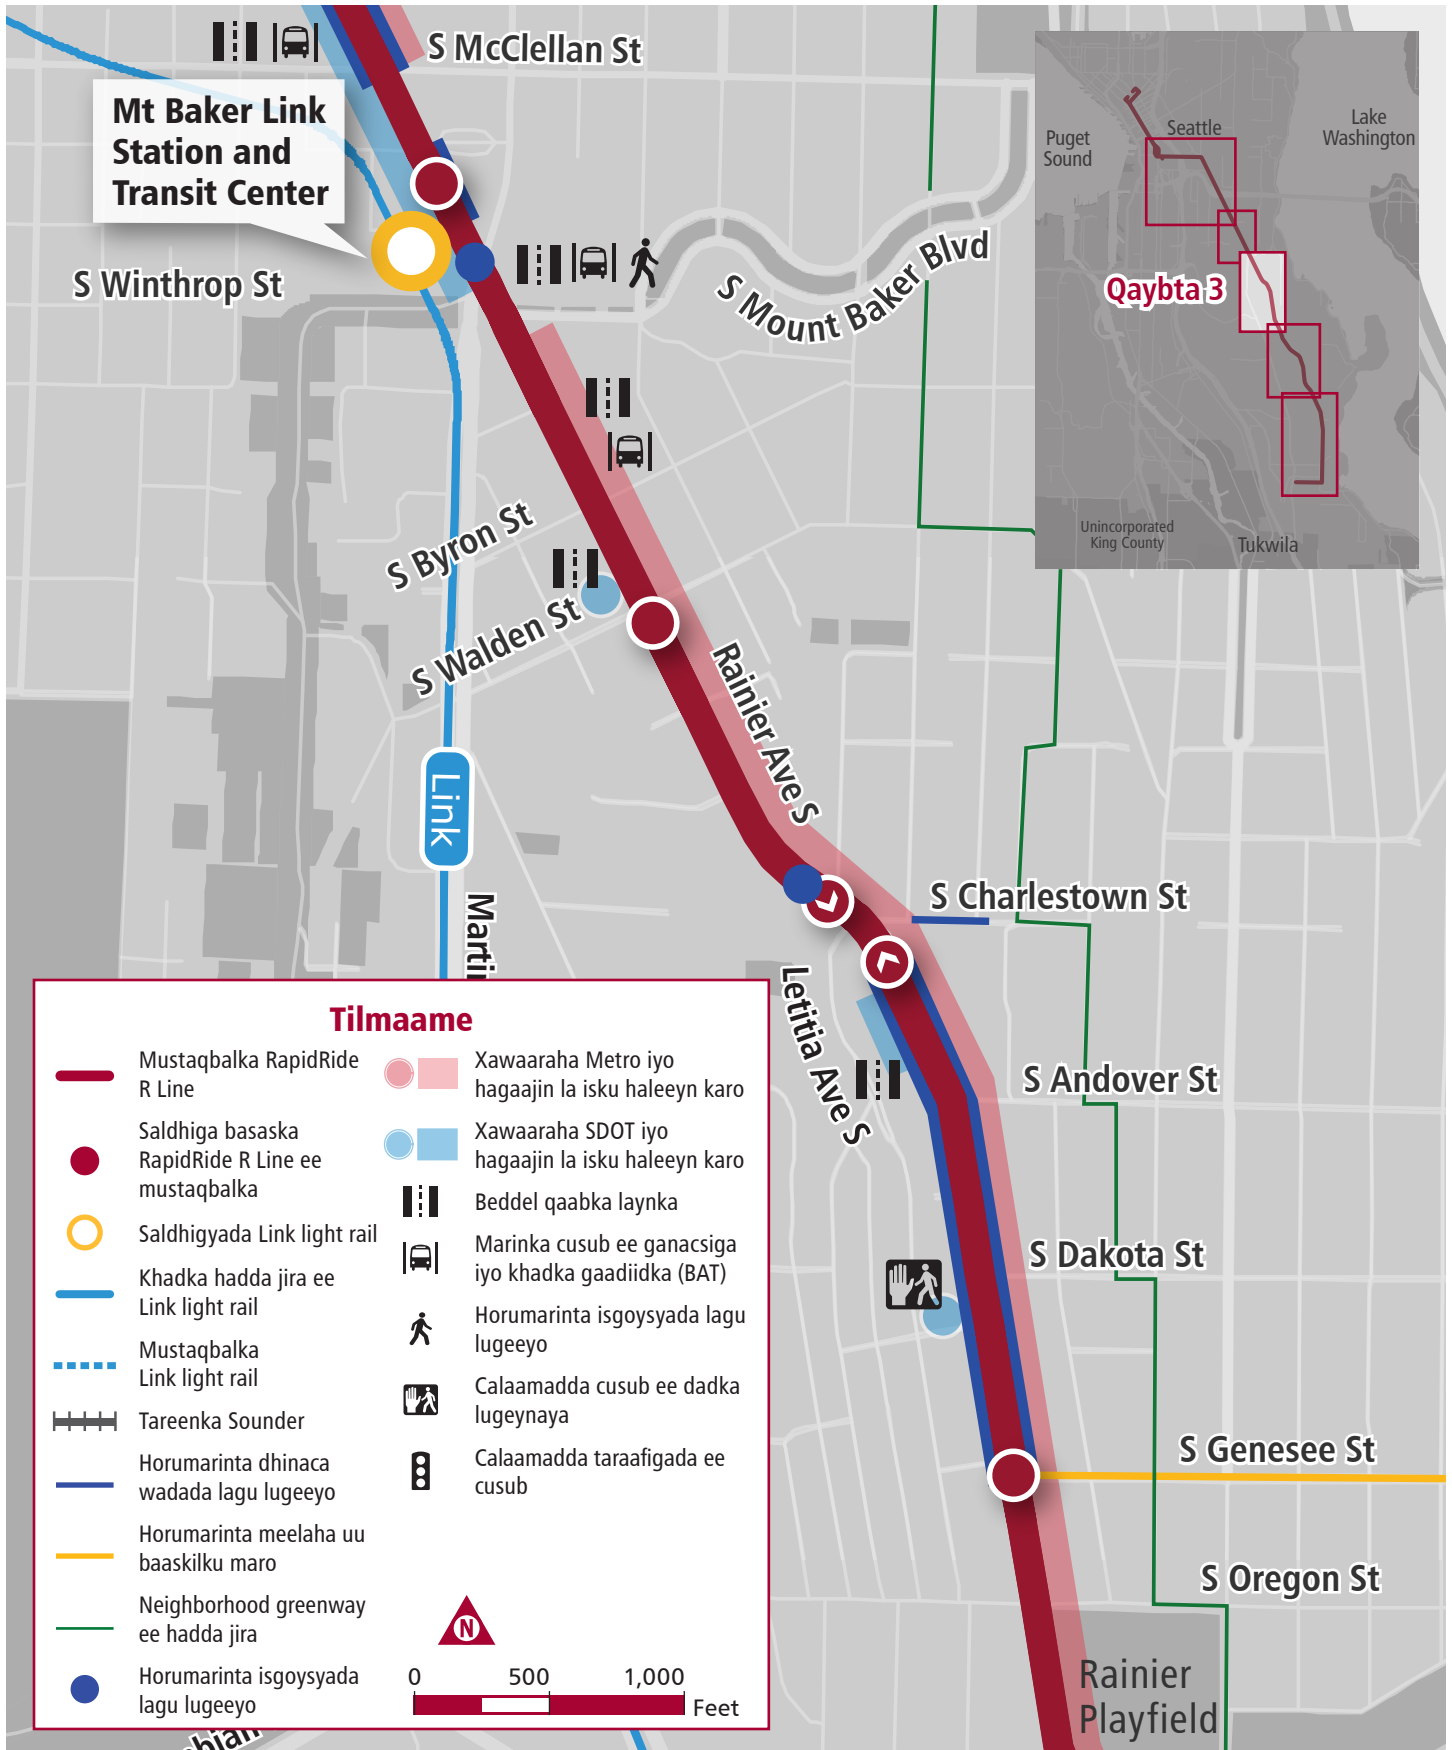 S McClellan St
Mt Baker Link
Station and
Transit Center
S Winthrop St
S Mount Baker Blvd
Puget
Sound
Seattle
Lake
Washington
Qaybta 3
Unincorporated
King County
Tukwila
S Byron St
S Walden St
Rainier Ave S
Link
S Charlestown St
Letitia Ave S
S Andover St
S Dakota St
S Genesee St
S Oregon St
Rainier
Playfield
Tilmaame
Mustaqbalka RapidRide
R Line
Saldhiga basaska
RapidRide R Line ee
mustaqbalka
Saldhigyada Link light rail
Khadka hadda jira ee
Link light rail
Mustaqbalka
Link light rail
Tareenka Sounder
Horumarinta dhinaca
wadada lagu lugeeyo
Horumarinta meelaha uu
baaskilku maro
Neighborhood greenway
ee hadda jira
Horumarinta isgoysyada
lagu lugeeyo
Xawaaraha Metro iyo
hagaajin la isku haleeyn karo
Xawaaraha SDOT iyo
hagaajin la isku haleeyn karo
Beddel qaabka laynka
Marinka cusub ee ganacsiga
iyo khadka gaadiidka (BAT)
Horumarinta isgoysyada lagu
lugeeyo
Calaamadda cusub ee dadka
lugeynaya
Calaamadda taraafigada ee
cusub
N
0 500 1,000
Feet